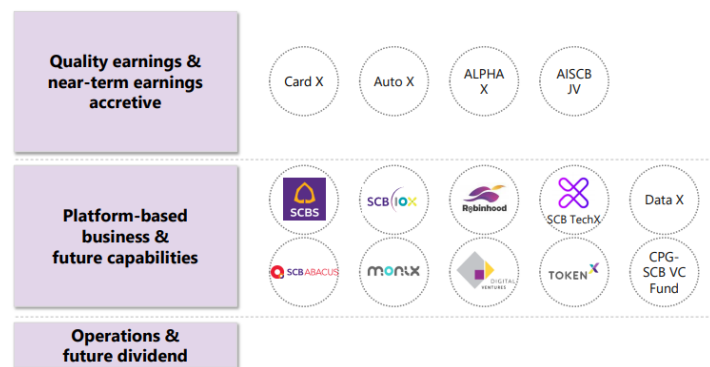 Quality earnings &
near-term earnings
accretive
Card X
Auto X
ALPHA
X
AISCB
JV
Platform-based
business &
future capabilities
SCBS
SCB 10X
Robinhood
SCB TechX
Data X
SCB ABACUS
monix
DIGITAL
VENTURES
TOKEN X
CPG-
SCB VC
Fund
Operations &
future dividend